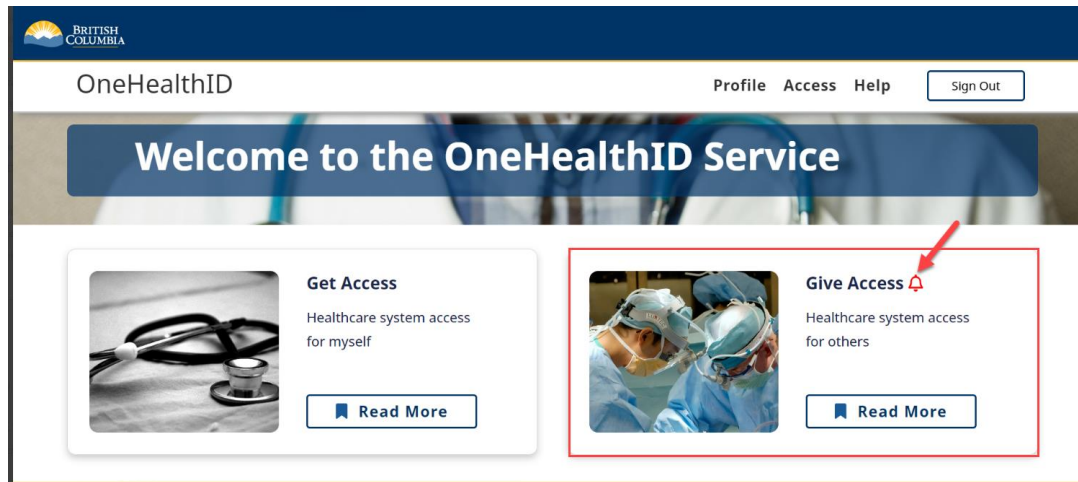 BRITISH
COLUMBIA
OneHealthID
Profile Access Help Sign Out
Welcome to the OneHealthID Service
Get Access
Healthcare system access
for myself
Read More
Give Access
Healthcare system access
for others
Read More